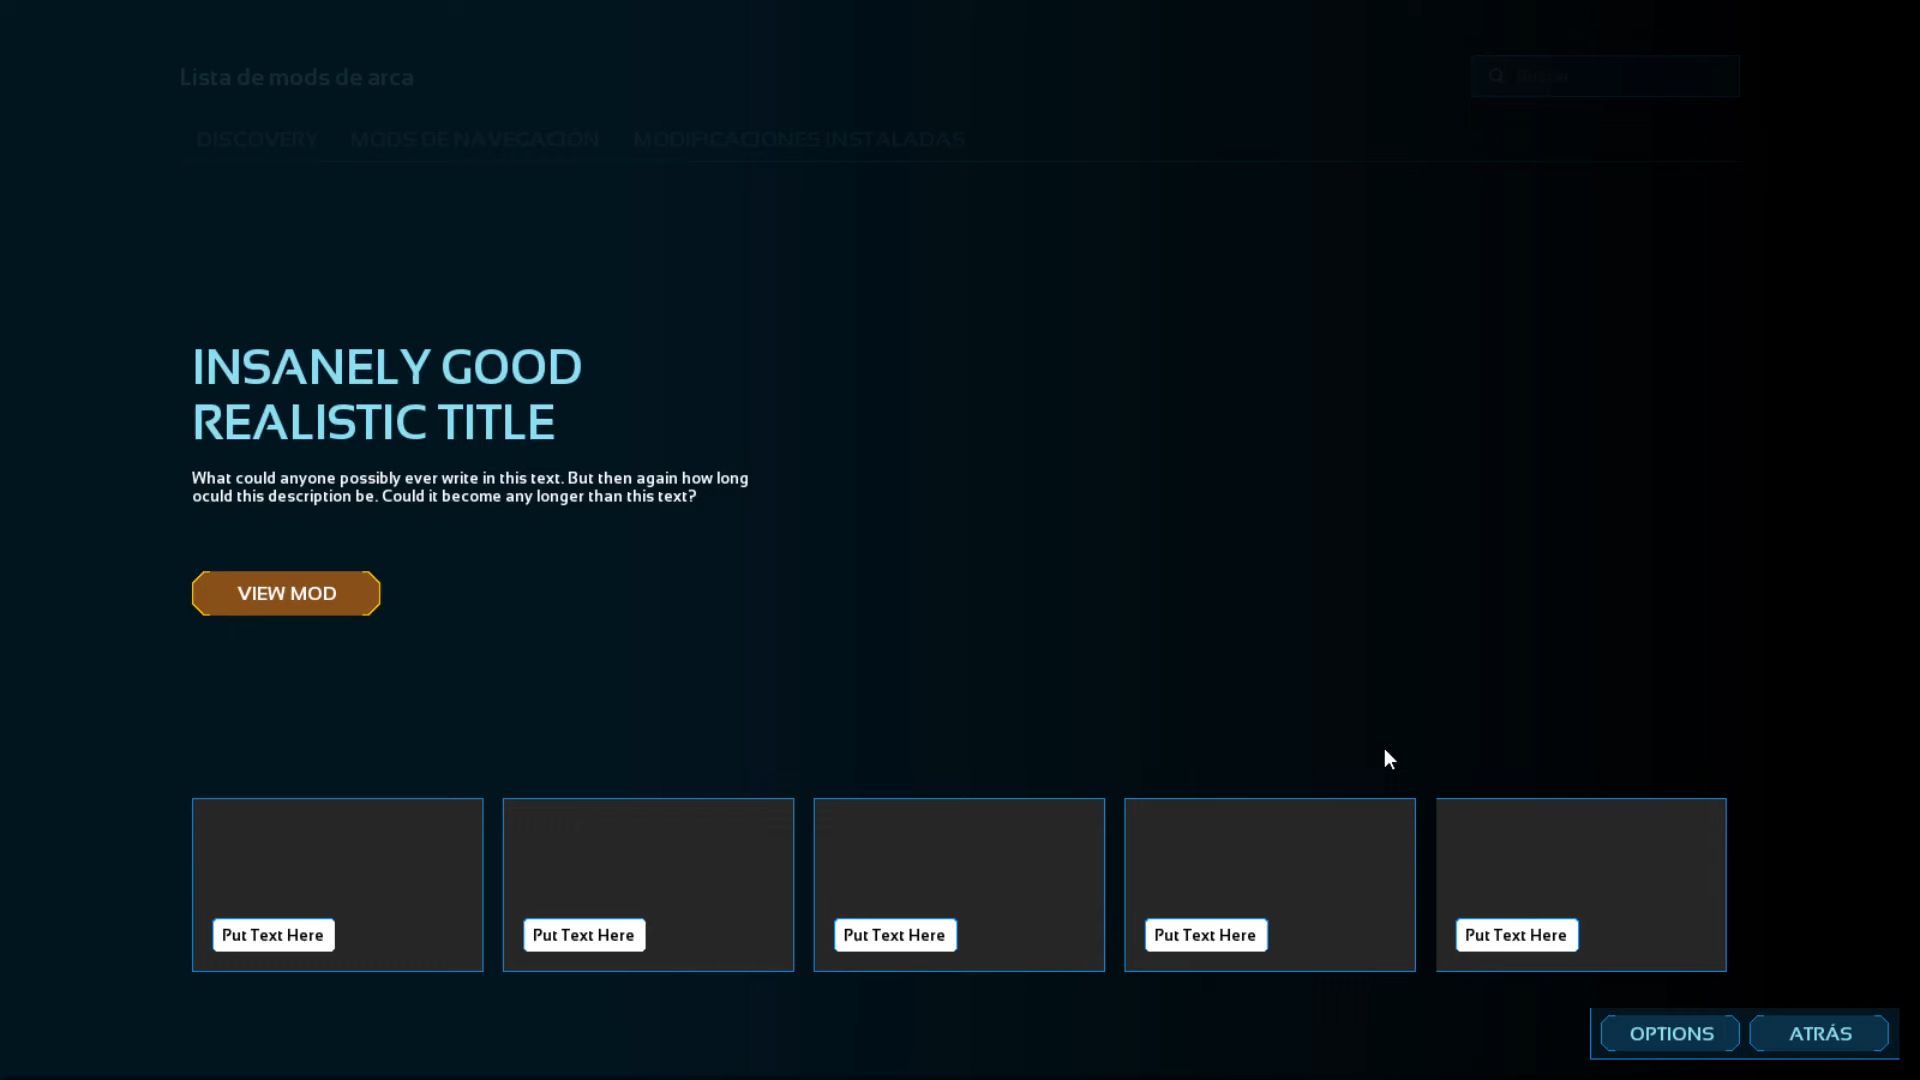 Lista de mods de arca
Buscar
DISCOVERY MODS DE NAVEGACIÓN MODIFICACIONES INSTALADAS
INSANELY GOOD
REALISTIC TITLE
What could anyone possibly ever write in this text. But then again how long
oculd this description be. Could it become any longer than this text?
VIEW MOD
Put Text Here Put Text Here Put Text Here Put Text Here Put Text Here
OPTIONS ATRÁS